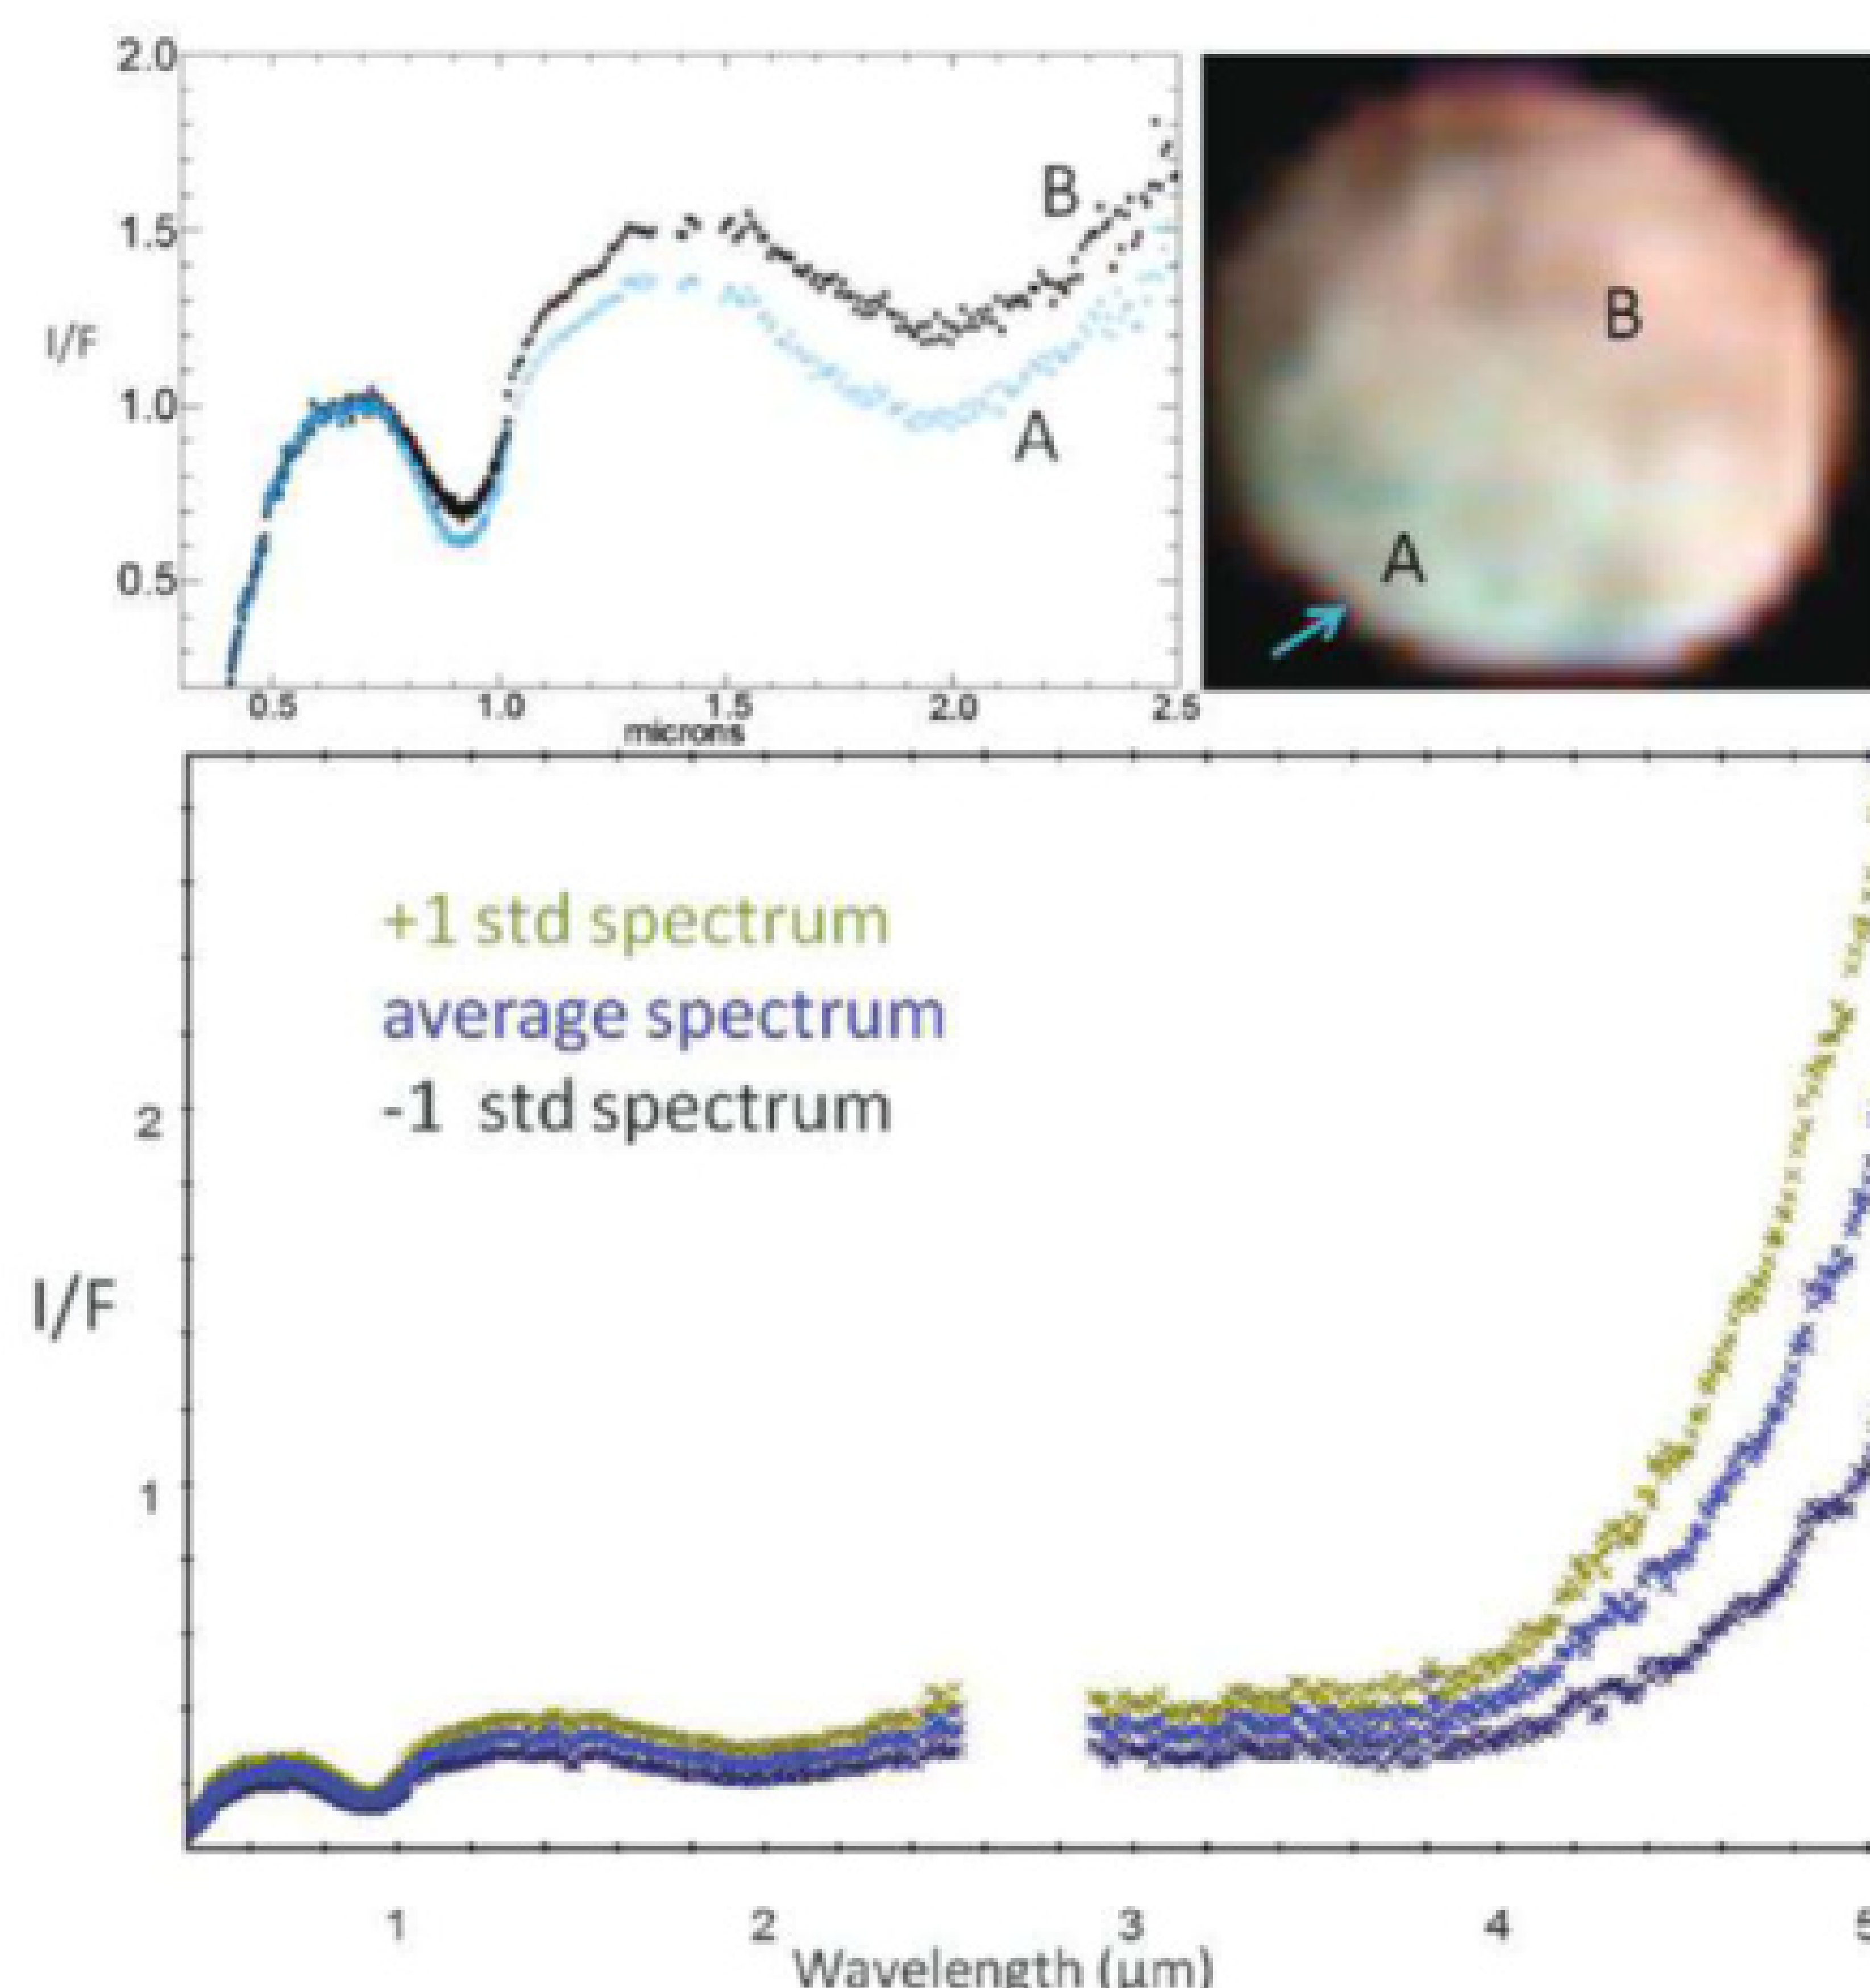 2.0
1.5
1.0
0.5
I/F
B
A
0.5 1.0 1.5 2.0 2.5
microns
B
A
+1 std spectrum
average spectrum
-1 std spectrum
2
1
I/F
1 2 3 4 5
Wavelength (µm)